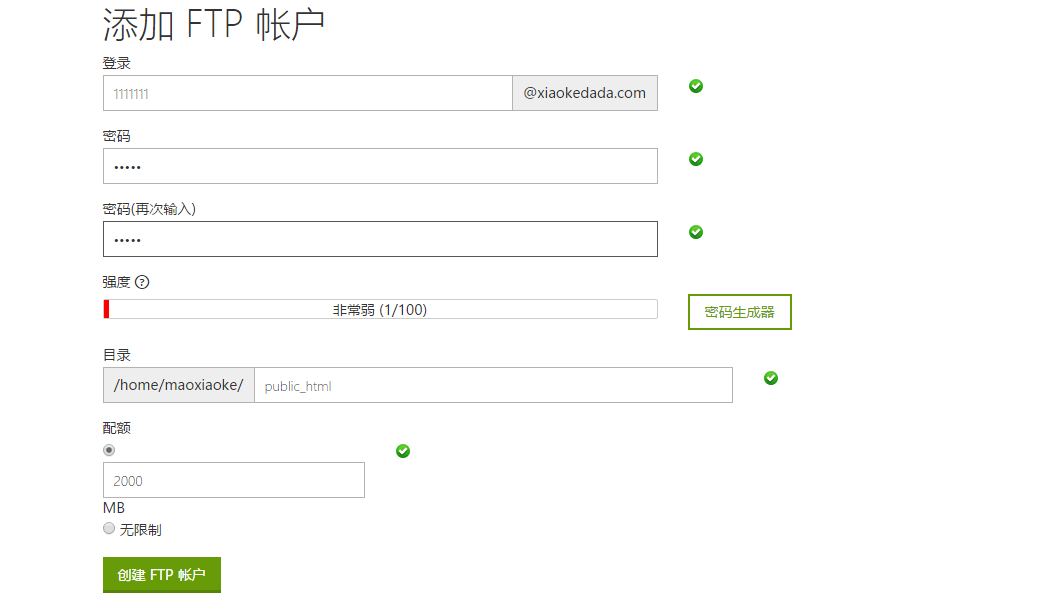 添加 FTP 帐户
登录
1111111 @xiaokedada.com
密码
•••••
密码(再次输入)
•••••
强度 ?
非常弱 (1/100) 密码生成器
目录
/home/maoxiaoke/ public_html
配额
2000
MB
无限制
创建 FTP 帐户